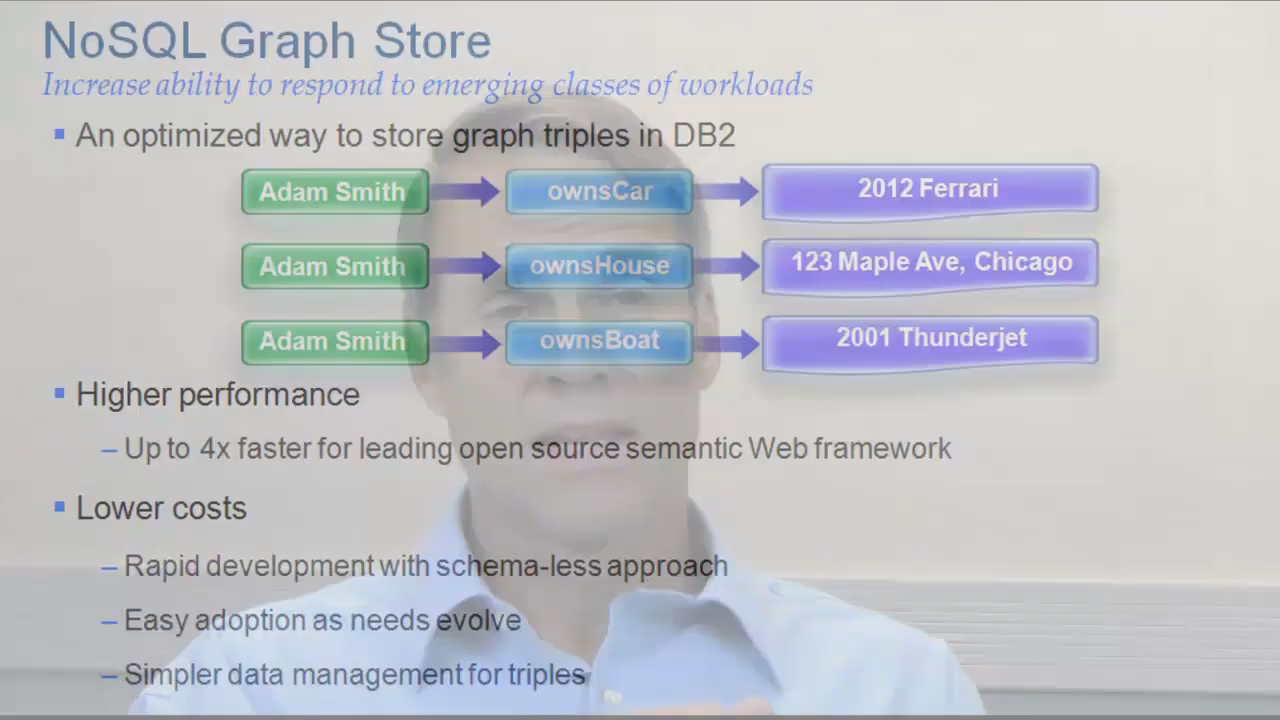 NoSQL Graph Store
Increase ability to respond to emerging classes of workloads
▪ An optimized way to store graph triples in DB2
Adam Smith ownsCar 2012 Ferrari
Adam Smith ownsHouse 123 Maple Ave, Chicago
Adam Smith ownsBoat 2001 Thunderjet
▪ Higher performance
– Up to 4x faster for leading open source semantic Web framework
▪ Lower costs
– Rapid development with schema-less approach
– Easy adoption as needs evolve
– Simpler data management for triples